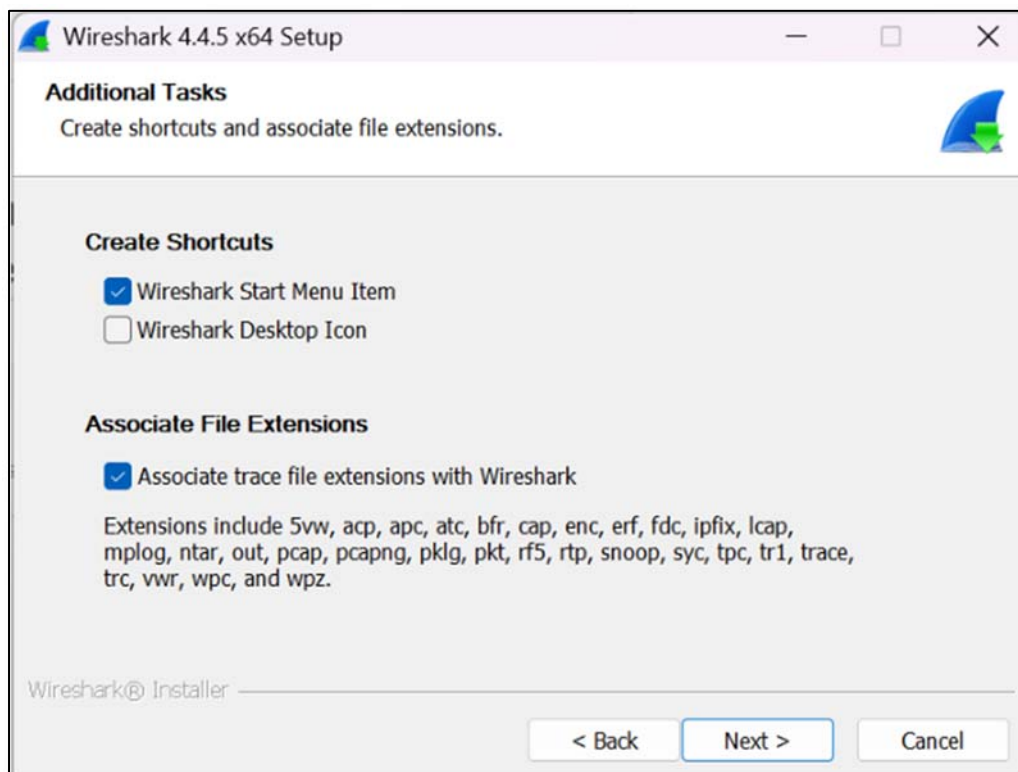 Wireshark 4.4.5 x64 Setup
Additional Tasks
Create shortcuts and associate file extensions.
Create Shortcuts
Wireshark Start Menu Item
Wireshark Desktop Icon
Associate File Extensions
Associate trace file extensions with Wireshark
Extensions include 5vw, acp, apc, atc, bfr, cap, enc, erf, fdc, ipfix, lcap,
mplog, ntar, out, pcap, pcapng, pklg, pkt, rf5, rtp, snoop, syc, tpc, tr1, trace,
trc, vwr, wpc, and wpz.
Wireshark® Installer
< Back Next > Cancel